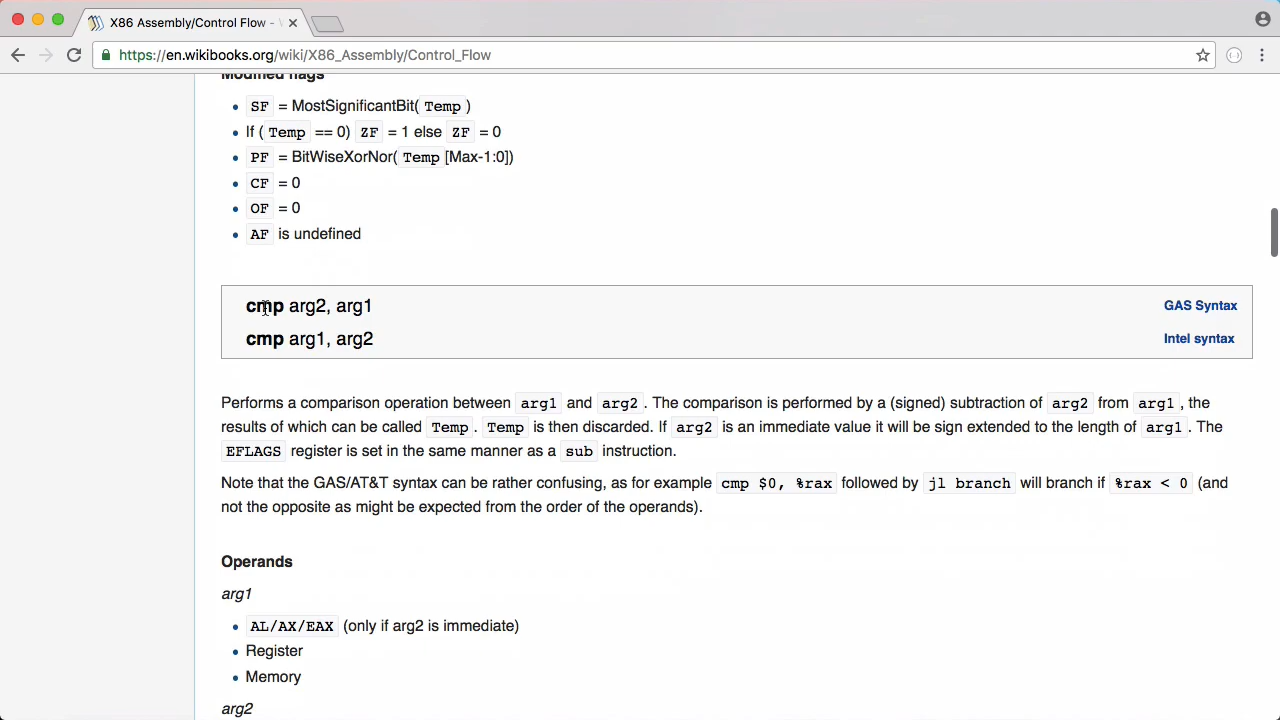 X86 Assembly/Control Flow -
https://en.wikibooks.org/wiki/X86_Assembly/Control_Flow
Modified flags
SF = MostSignificantBit( Temp )
If ( Temp == 0) ZF = 1 else ZF = 0
PF = BitWiseXorNor( Temp [Max-1:0])
CF = 0
OF = 0
AF is undefined
cmp arg2, arg1 GAS Syntax
cmp arg1, arg2 Intel syntax
Performs a comparison operation between arg1 and arg2 . The comparison is performed by a (signed) subtraction of arg2 from arg1 , the
results of which can be called Temp . Temp is then discarded. If arg2 is an immediate value it will be sign extended to the length of arg1 . The
EFLAGS register is set in the same manner as a sub instruction.
Note that the GAS/AT&T syntax can be rather confusing, as for example cmp $0, %rax followed by jl branch will branch if %rax < 0 (and
not the opposite as might be expected from the order of the operands).
Operands
arg1
AL/AX/EAX (only if arg2 is immediate)
Register
Memory
arg2